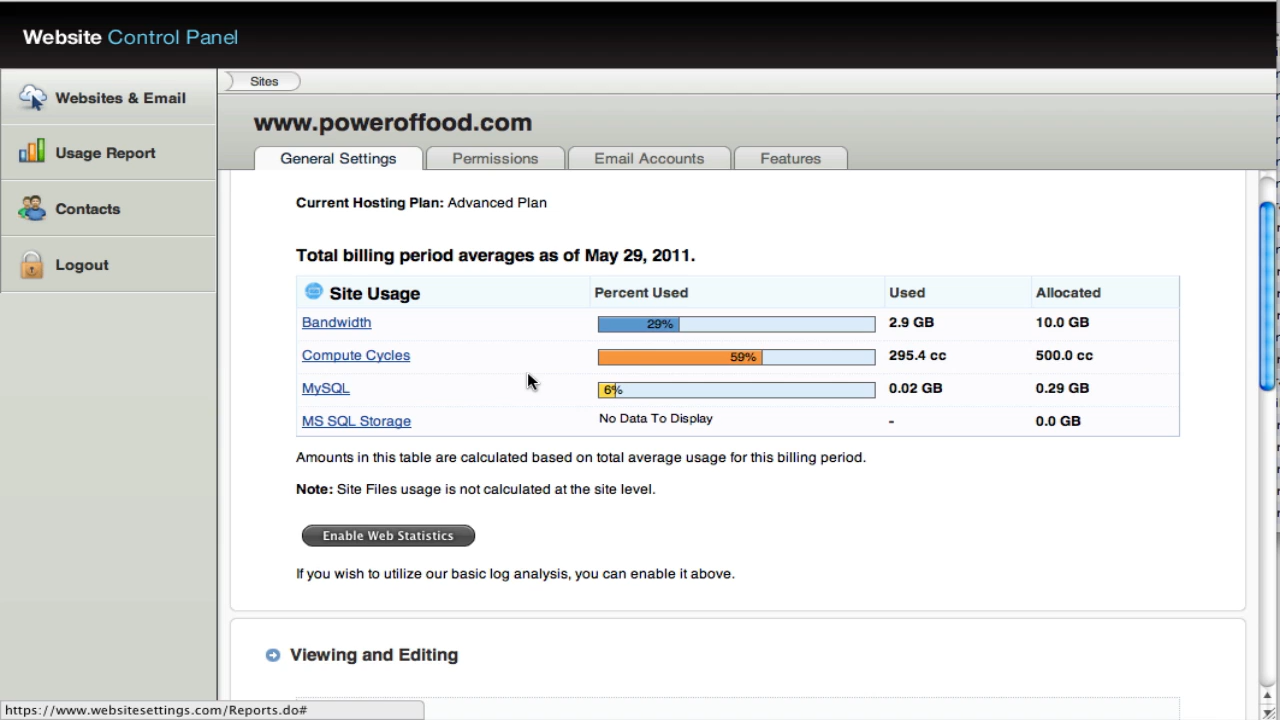 Website Control Panel
Websites & Email
Usage Report
Contacts
Logout
Sites
www.poweroffood.com
General Settings Permissions Email Accounts Features
Current Hosting Plan: Advanced Plan
Total billing period averages as of May 29, 2011.
Site Usage Percent Used Used Allocated
Bandwidth 29% 2.9 GB 10.0 GB
Compute Cycles 59% 295.4 cc 500.0 cc
MySQL 6% 0.02 GB 0.29 GB
MS SQL Storage No Data To Display - 0.0 GB
Amounts in this table are calculated based on total average usage for this billing period.
Note: Site Files usage is not calculated at the site level.
Enable Web Statistics
If you wish to utilize our basic log analysis, you can enable it above.
Viewing and Editing
https://www.websitesettings.com/Reports.do#